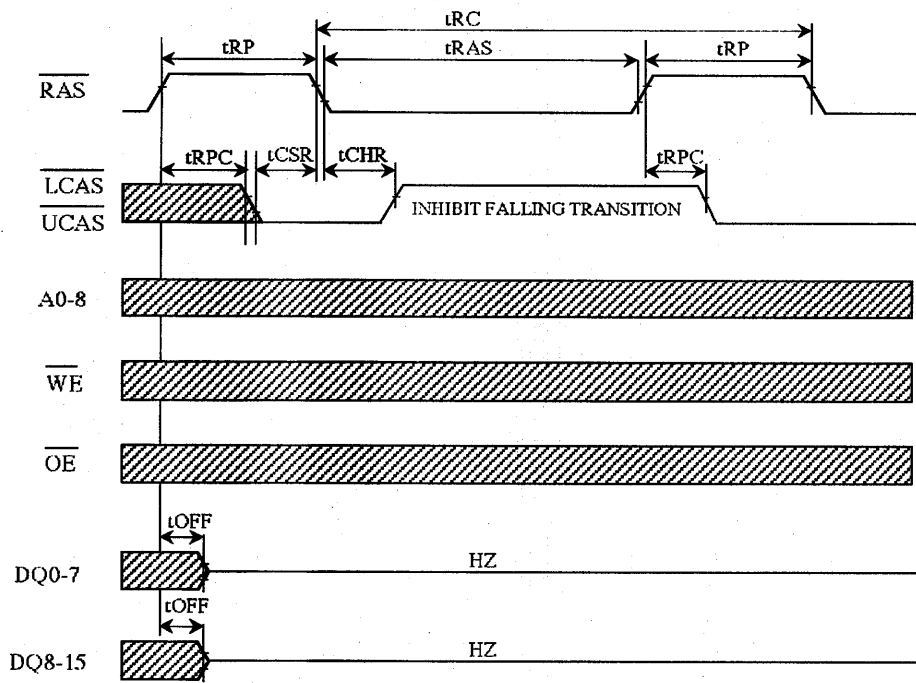 tRC
tRP tRAS tRP
RAS
tRPC tCSR tCHR tRPC
LCAS
INHIBIT FALLING TRANSITION
UCAS
A0-8
WE
OE
tOFF
DQ0-7 HZ
tOFF
DQ8-15 HZ